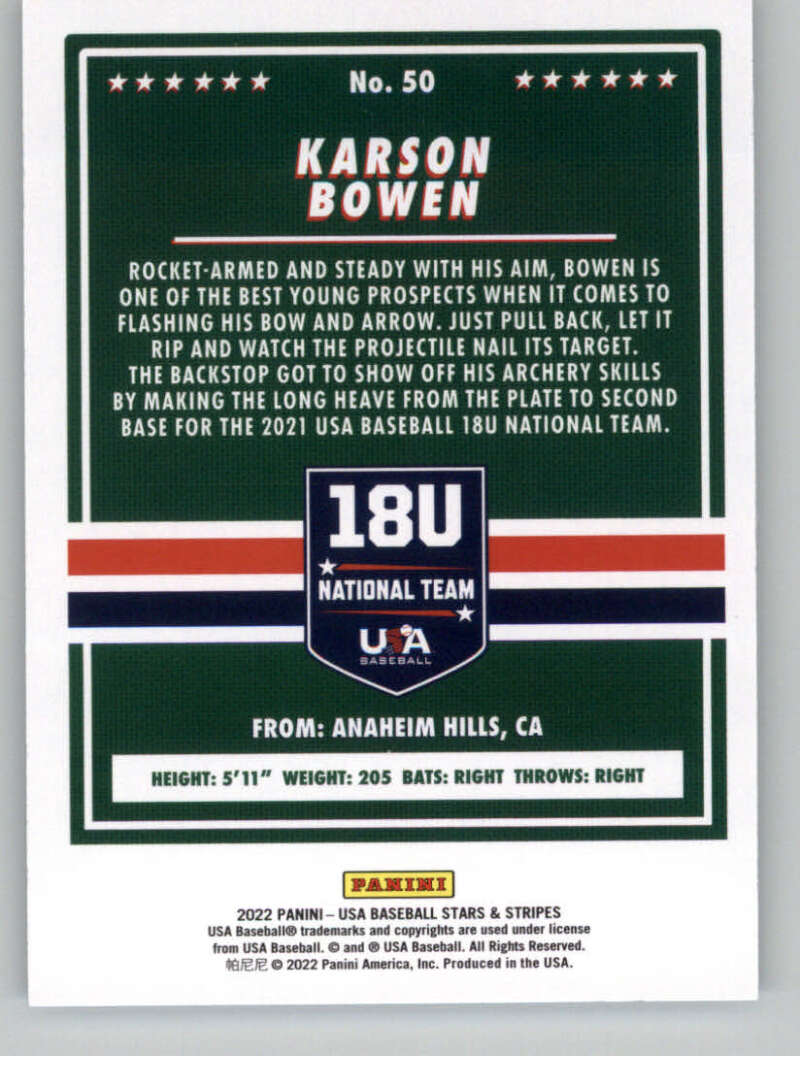 No. 50
KARSON
BOWEN
ROCKET-ARMED AND STEADY WITH HIS AIM, BOWEN IS
ONE OF THE BEST YOUNG PROSPECTS WHEN IT COMES TO
FLASHING HIS BOW AND ARROW. JUST PULL BACK, LET IT
RIP AND WATCH THE PROJECTILE NAIL ITS TARGET.
THE BACKSTOP GOT TO SHOW OFF HIS ARCHERY SKILLS
BY MAKING THE LONG HEAVE FROM THE PLATE TO SECOND
BASE FOR THE 2021 USA BASEBALL 18U NATIONAL TEAM.
18U
NATIONAL TEAM
USA
BASEBALL
FROM: ANAHEIM HILLS, CA
HEIGHT: 5'11" WEIGHT: 205 BATS: RIGHT THROWS: RIGHT
PANINI
2022 PANINI – USA BASEBALL STARS & STRIPES
USA Baseball® trademarks and copyrights are used under license
from USA Baseball. © and ® USA Baseball. All Rights Reserved.
帕尼尼 © 2022 Panini America, Inc. Produced in the USA.